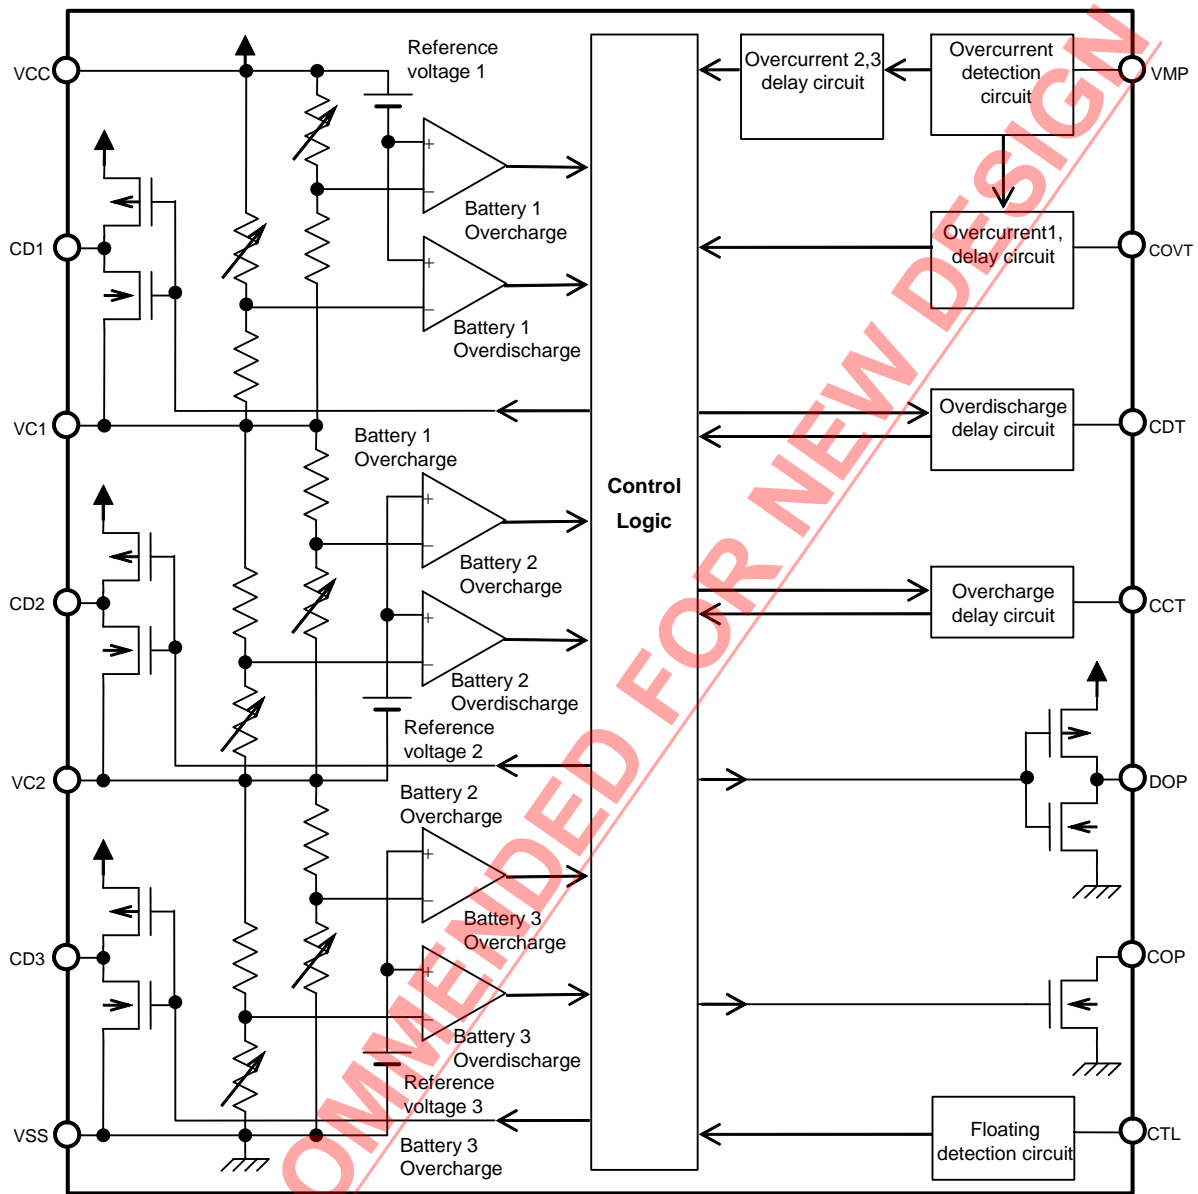 Reference
voltage 1
VCC
Overcurrent 2,3
delay circuit
Overcurrent
detection
circuit
VMP
+
−
Battery 1
Overcharge
CD1
+
−
Battery 1
Overdischarge
Overcurrent1,
delay circuit
COVT
VC1
Battery 1
Overcharge
Overdischarge
delay circuit
CDT
Control
Logic
+
−
Battery 2
Overcharge
CD2
+
−
Battery 2
Overdischarge
Overcharge
delay circuit
CCT
Reference
voltage 2
VC2
Battery 2
Overcharge
DOP
+
−
Battery 3
Overcharge
CD3
+
−
Battery 3
Overdischarge
COP
Reference
voltage 3
VSS
Battery 3
Overcharge
Floating
detection circuit
CTL
OMMENDED FOR NEW DESIGN